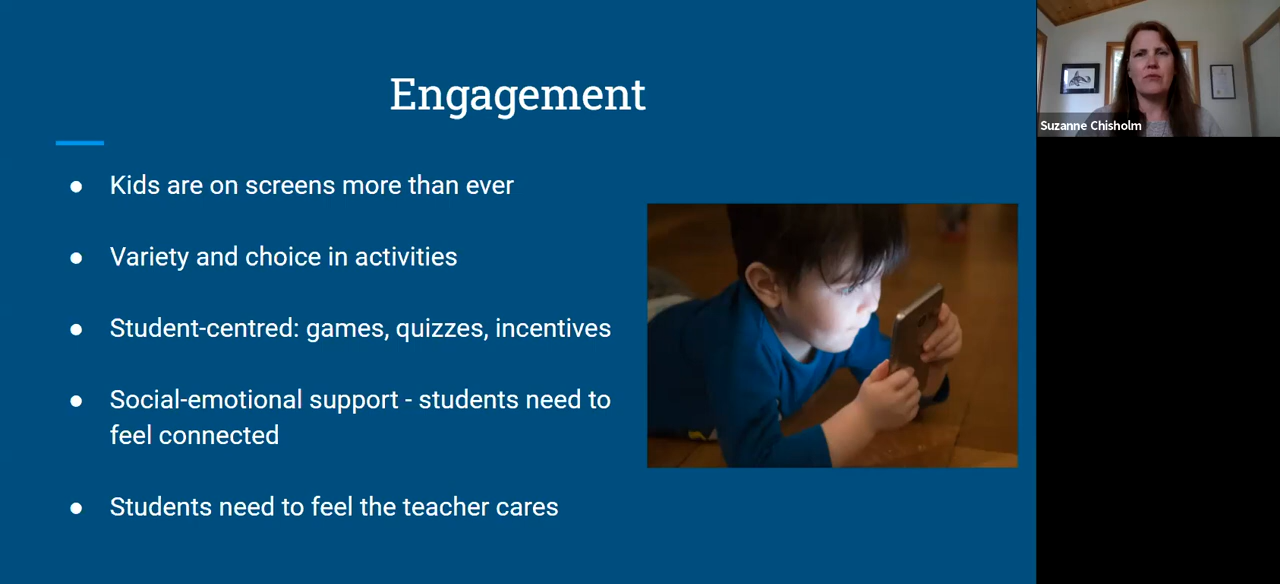 Engagement
● Kids are on screens more than ever
● Variety and choice in activities
● Student-centred: games, quizzes, incentives
● Social-emotional support - students need to
feel connected
● Students need to feel the teacher cares
Suzanne Chisholm